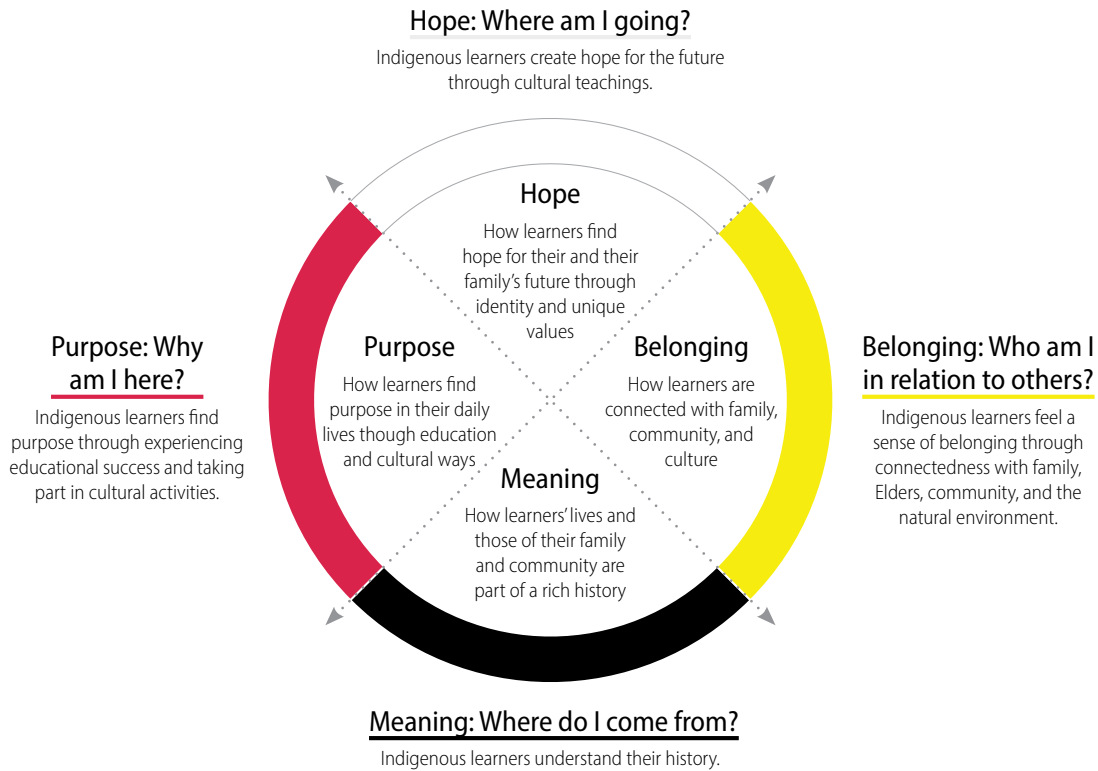 Hope: Where am I going?
Indigenous learners create hope for the future
through cultural teachings.
Hope
How learners find
hope for their and their
family’s future through
identity and unique
values
Purpose: Why
am I here?
Indigenous learners find
purpose through experiencing
educational success and taking
part in cultural activities.
Purpose
How learners find
purpose in their daily
lives though education
and cultural ways
Belonging
How learners are
connected with family,
community, and
culture
Belonging: Who am I
in relation to others?
Indigenous learners feel a
sense of belonging through
connectedness with family,
Elders, community, and the
natural environment.
Meaning
How learners’ lives and
those of their family
and community are
part of a rich history
Meaning: Where do I come from?
Indigenous learners understand their history.